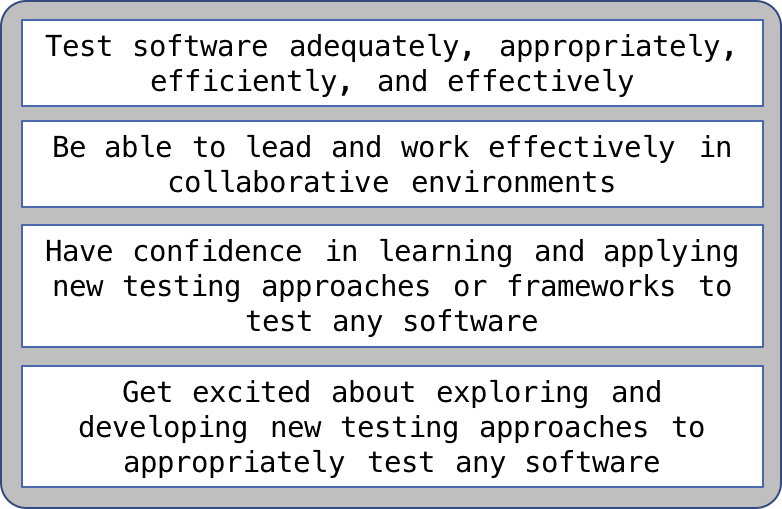 Test software adequately, appropriately,
efficiently, and effectively
Be able to lead and work effectively in
collaborative environments
Have confidence in learning and applying
new testing approaches or frameworks to
test any software
Get excited about exploring and
developing new testing approaches to
appropriately test any software